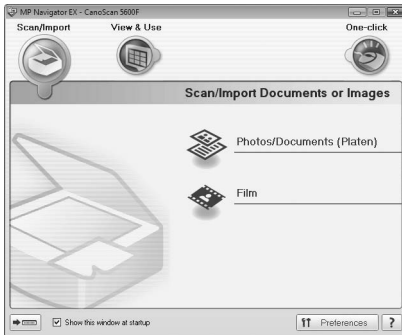 MP Navigator EX - CanoScan 5600F
Scan/Import
View & Use
One-click
Scan/Import Documents or Images
Photos/Documents (Platen)
Film
Show this window at startup
Preferences
?